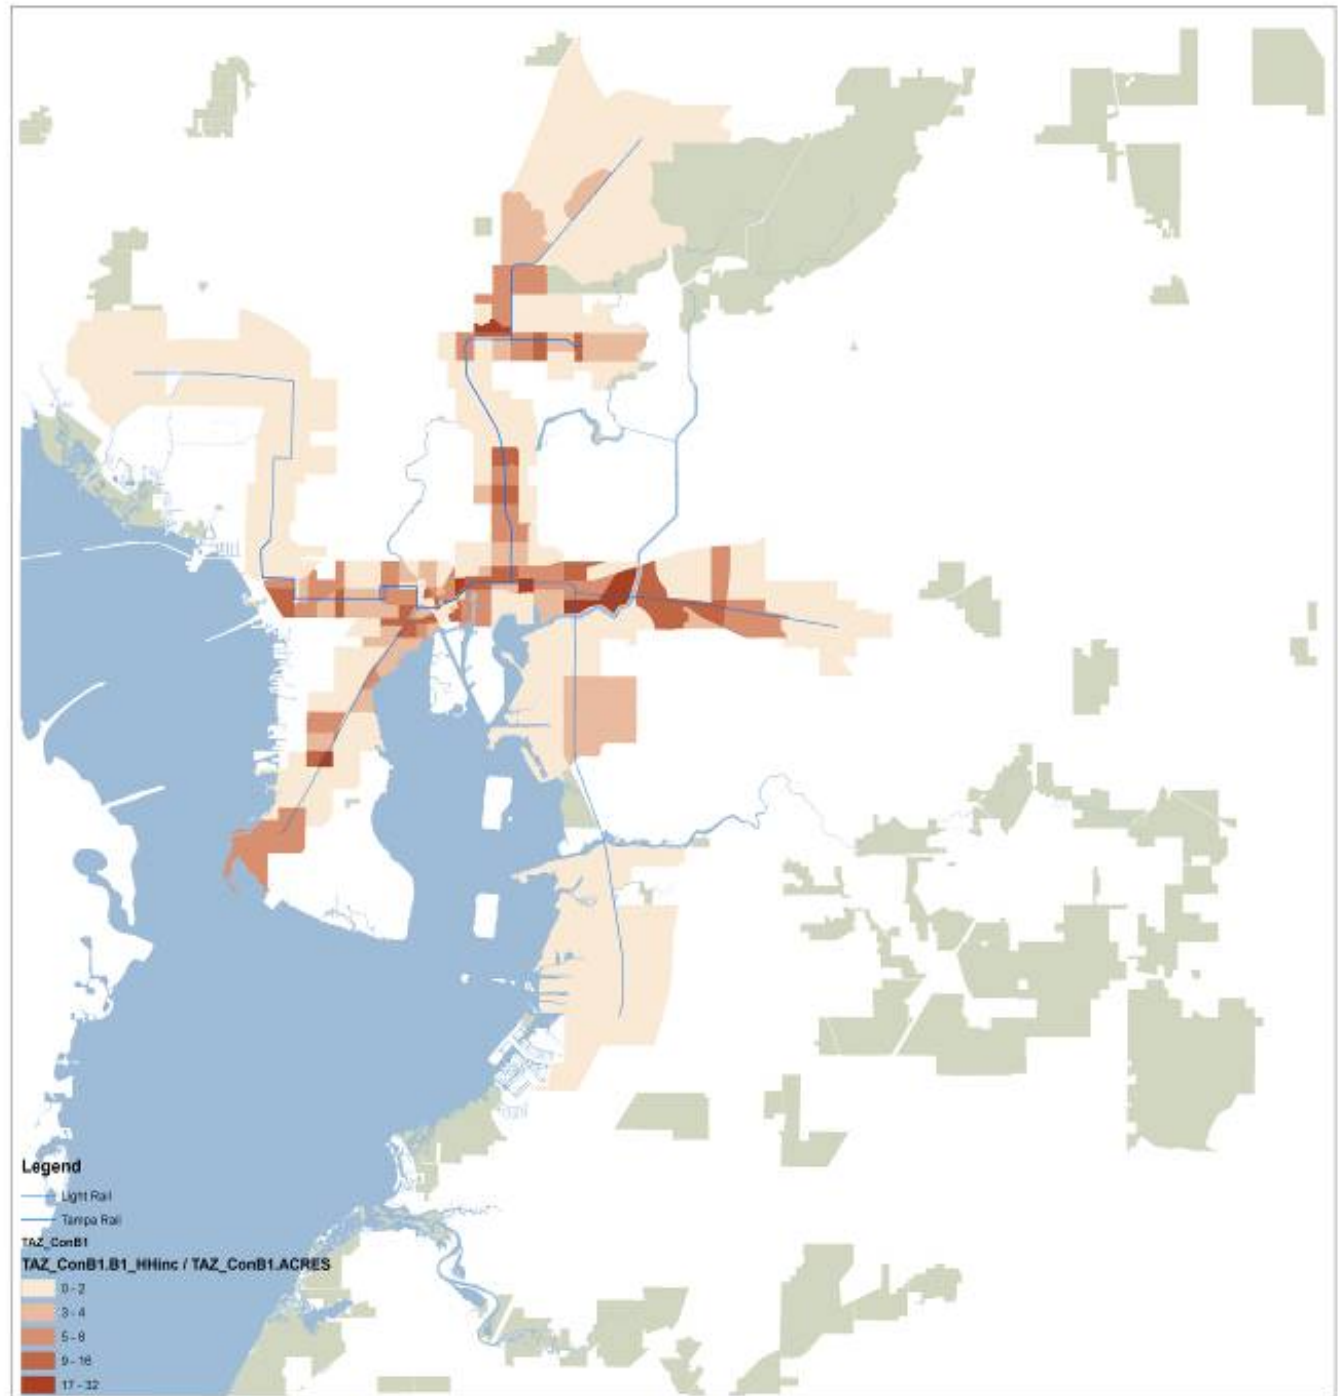 Legend
Light Rail
Tampa Rail
TAZ_ConB1
TAZ_ConB1.B1_HHinc / TAZ_ConB1.ACRES
0 - 2
3 - 4
5 - 8
9 - 16
17 - 32